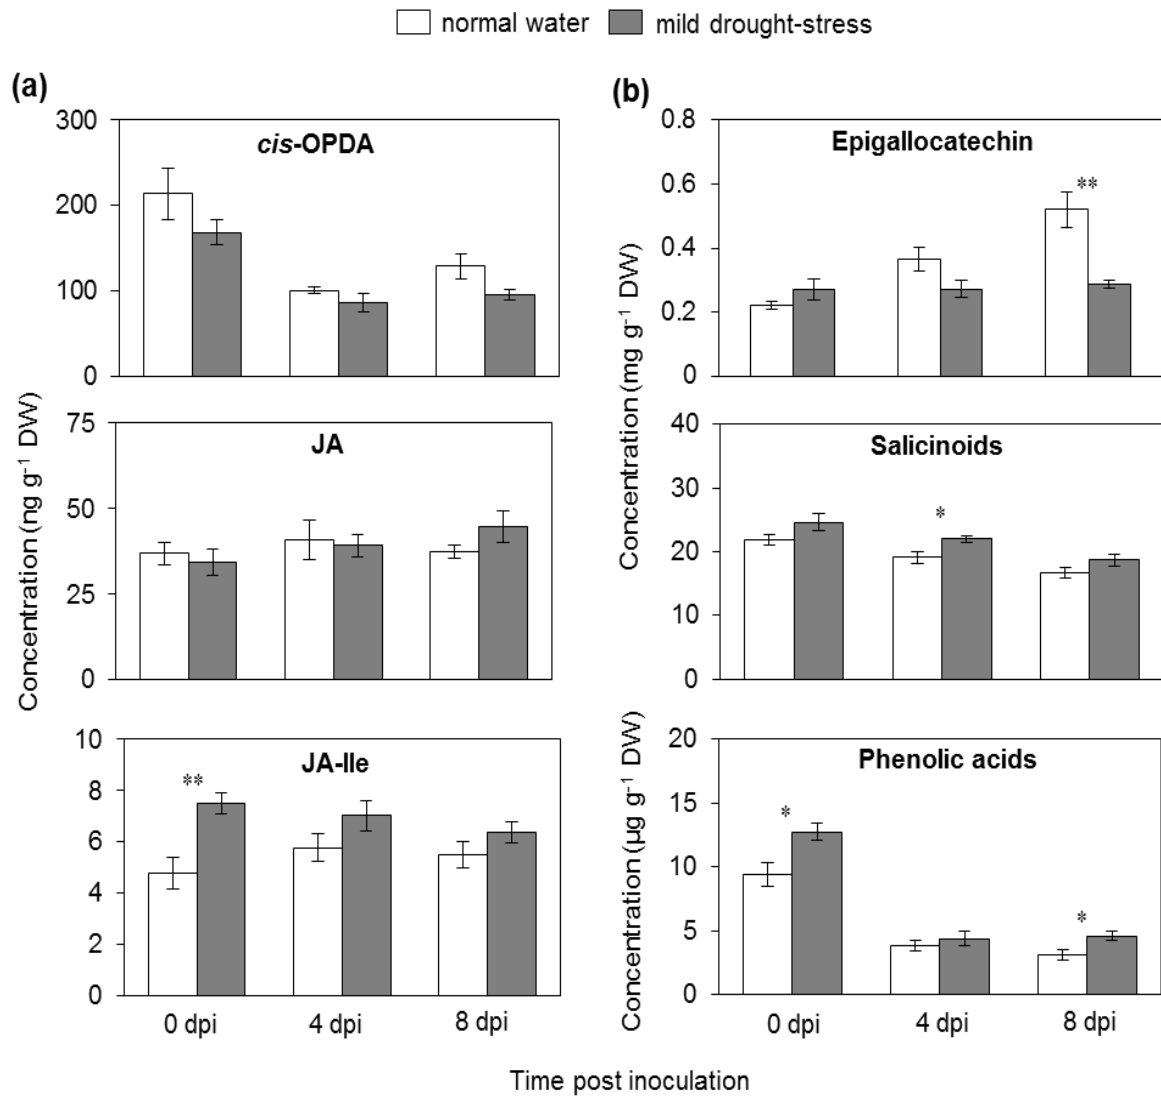 normal water mild drought-stress
(a)
(b)
Concentration (ng g⁻¹ DW)
cis-OPDA
300
200
100
0
JA
75
50
25
0
JA-Ile
10
8
6
4
2
0
**
0 dpi 4 dpi 8 dpi
Concentration (mg g⁻¹ DW)
Epigallocatechin
0.8
0.6
0.4
0.2
0
**
Salicinoids
40
30
20
10
0
*
Concentration (µg g⁻¹ DW)
Phenolic acids
20
15
10
5
0
*
*
0 dpi 4 dpi 8 dpi
Time post inoculation